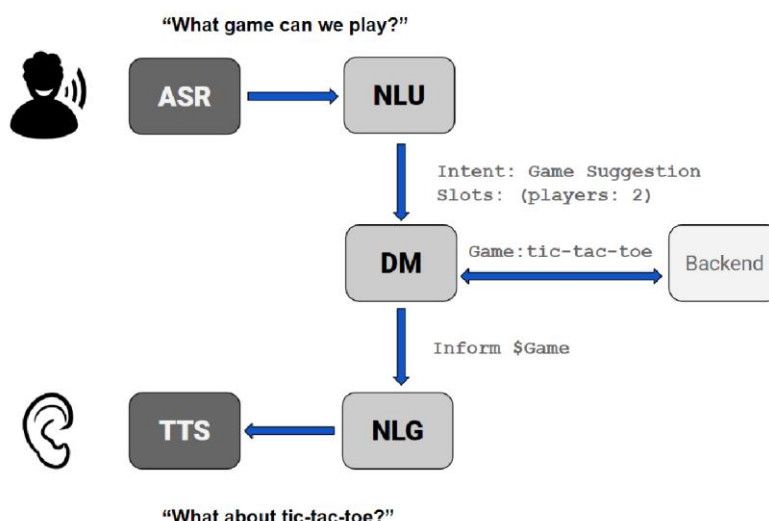 “What game can we play?”
ASR
NLU
Intent: Game Suggestion
Slots: (players: 2)
DM
Game:tic-tac-toe
Backend
Inform $Game
TTS
NLG
“What about tic-tac-toe?”